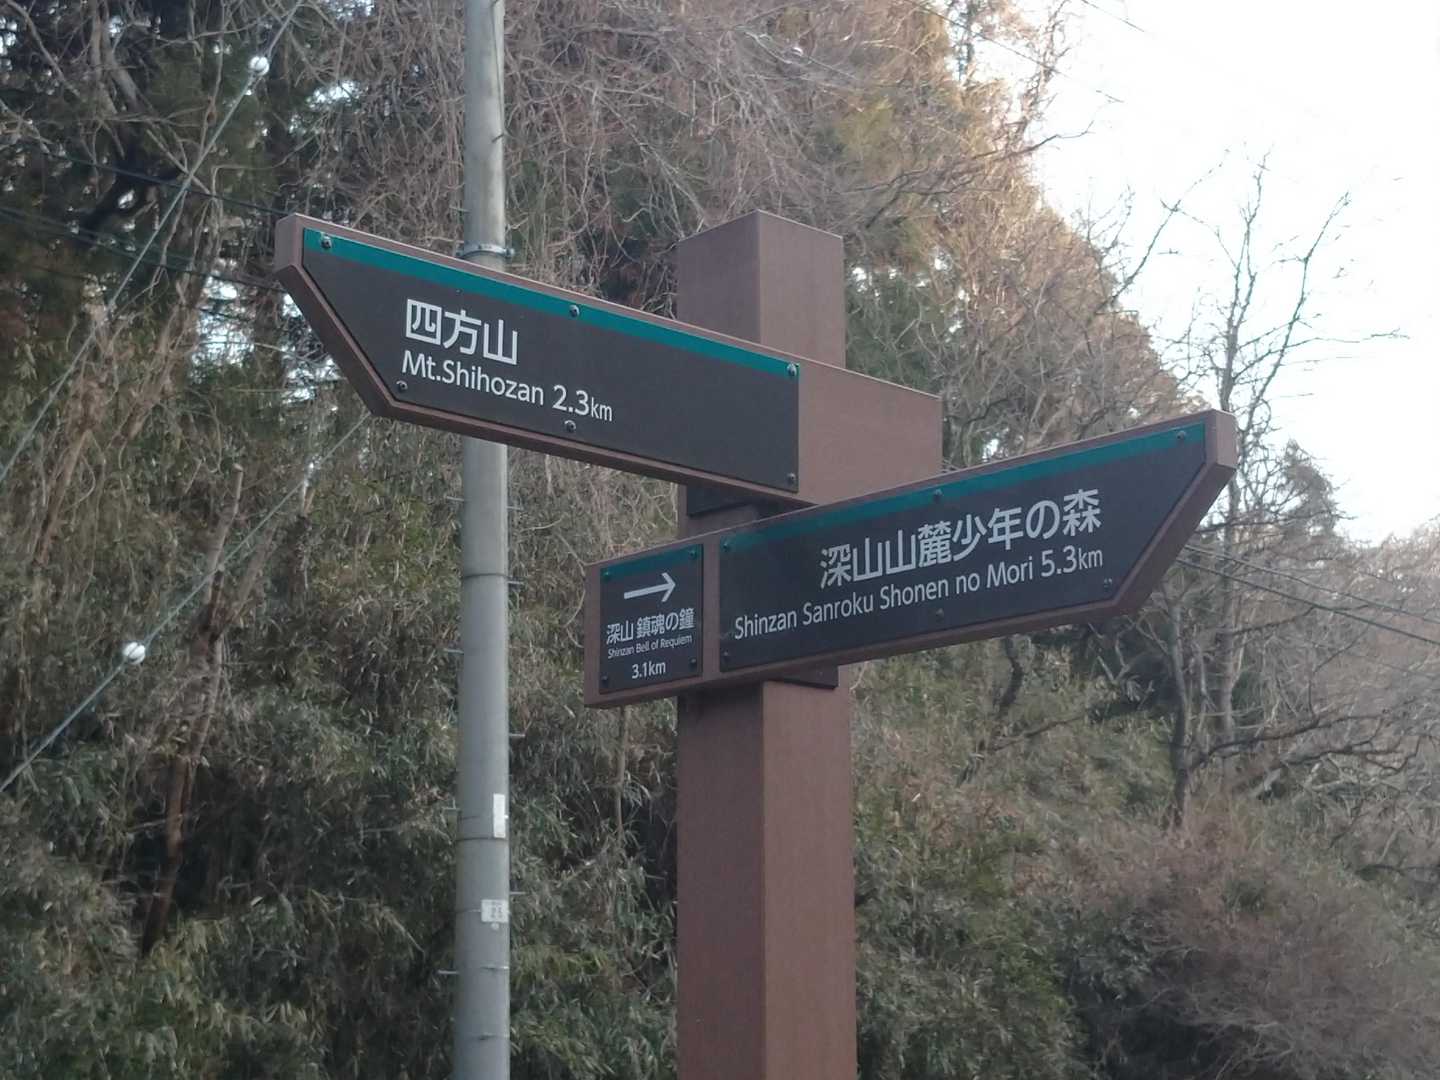 四方山
Mt.Shihozan 2.3km
深山山麓少年の森
Shinzan Sanroku Shonen no Mori 5.3km
→
深山 鎮魂の鐘
Shinzan Bell of Requiem
3.1km